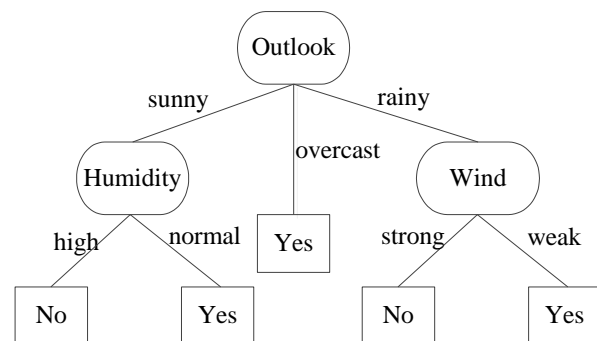 Outlook
sunny
rainy
overcast
Humidity
Wind
high
normal
Yes
strong
weak
No
Yes
No
Yes